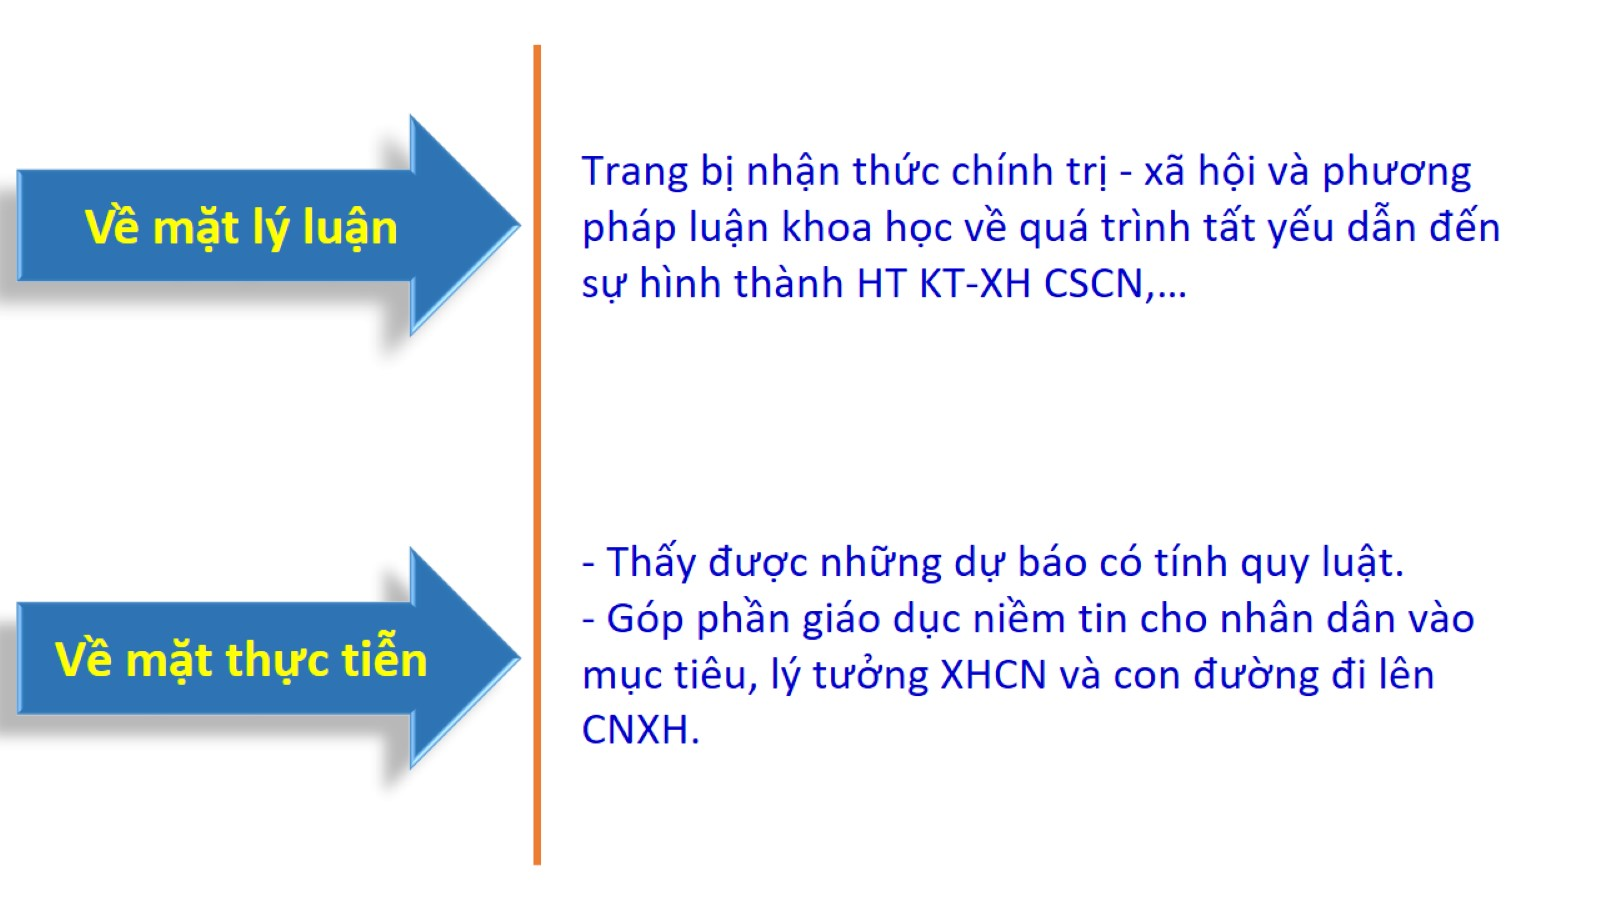 Về mặt lý luận
Trang bị nhận thức chính trị - xã hội và phương
pháp luận khoa học về quá trình tất yếu dẫn đến
sự hình thành HT KT-XH CSCN,...
Về mặt thực tiễn
- Thấy được những dự báo có tính quy luật.
- Góp phần giáo dục niềm tin cho nhân dân vào
mục tiêu, lý tưởng XHCN và con đường đi lên
CNXH.